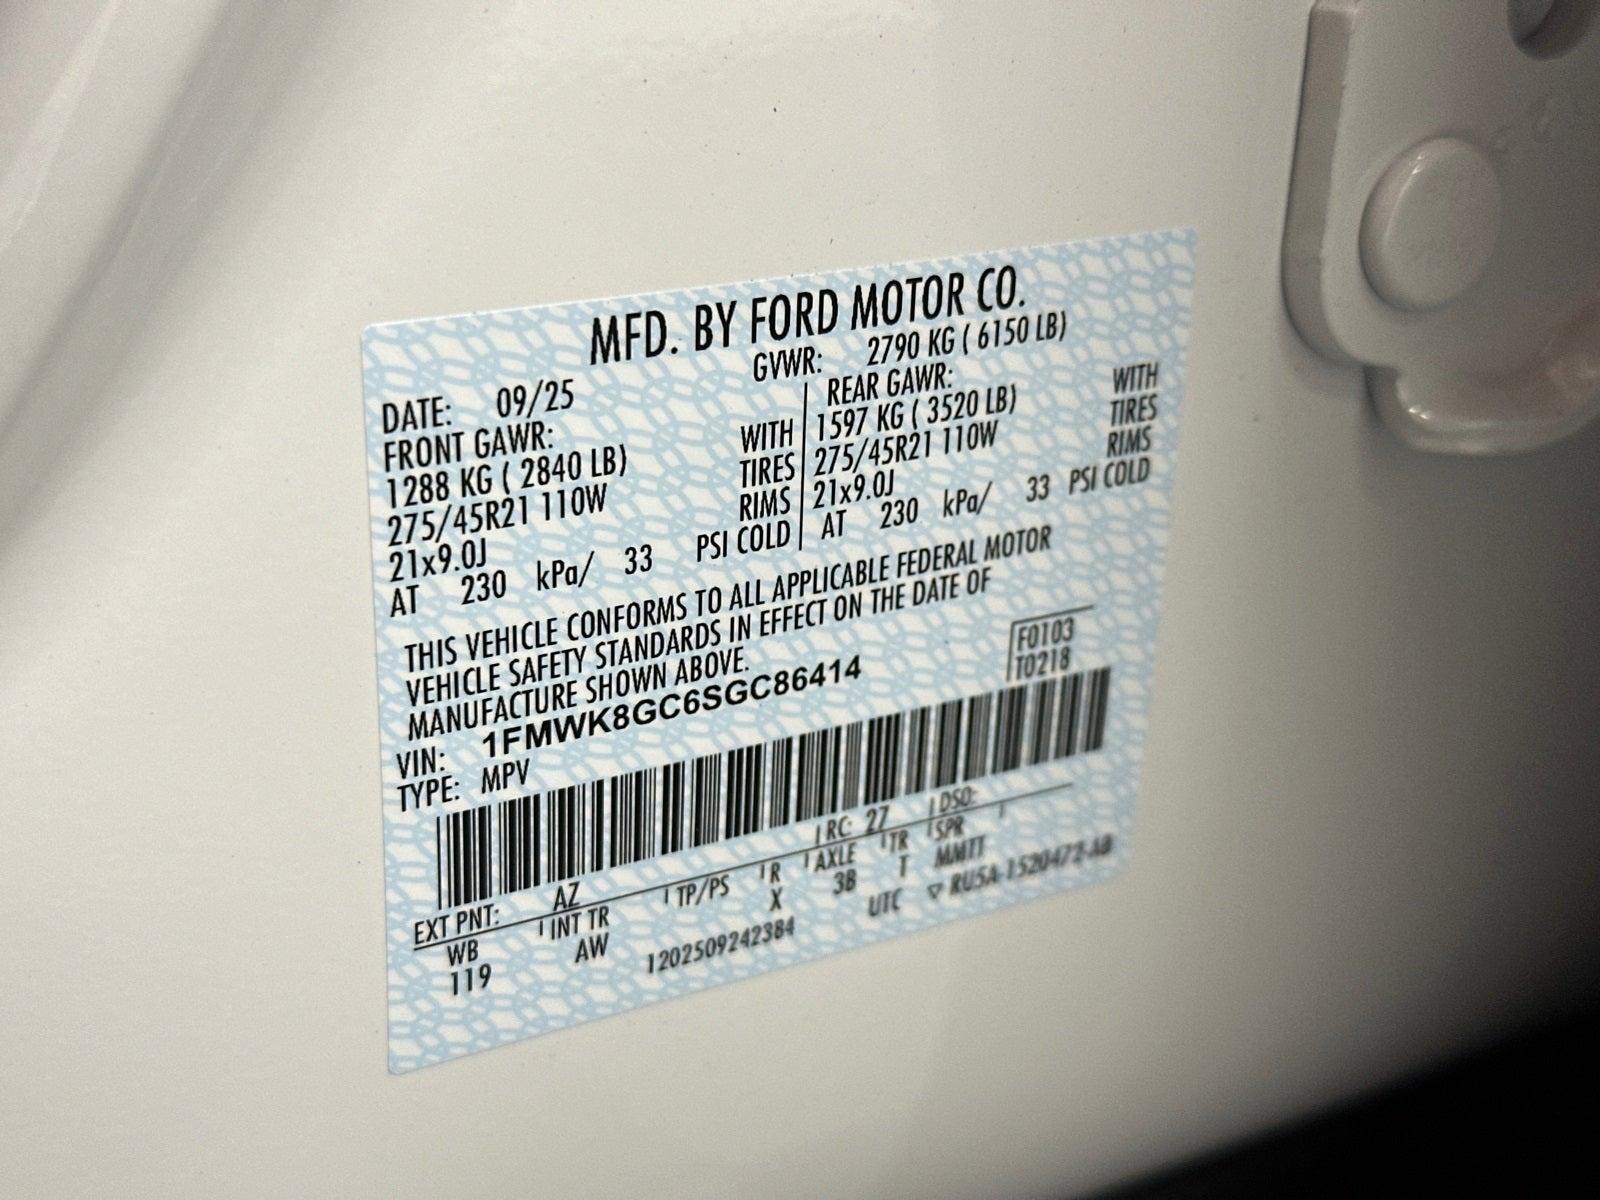 MFD. BY FORD MOTOR CO.
DATE: 09/25 GVWR: 2790 KG ( 6150 LB)
FRONT GAWR: REAR GAWR:
1288 KG ( 2840 LB) WITH 1597 KG ( 3520 LB) WITH
275/45R21 110W TIRES 275/45R21 110W TIRES
21x9.0J RIMS 21x9.0J RIMS
AT 230 kPa/ 33 PSI COLD AT 230 kPa/ 33 PSI COLD
THIS VEHICLE CONFORMS TO ALL APPLICABLE FEDERAL MOTOR
VEHICLE SAFETY STANDARDS IN EFFECT ON THE DATE OF
MANUFACTURE SHOWN ABOVE.
VIN: 1FMWK8GC6SGC86414
TYPE: MPV
F0103
T0218
EXT PNT: AZ RC: 27 DSO:
WB INT TR TP/PS R AXLE TR SPR
119 AW X 3B T MMTT
1202509242384 UTC ▽ RU5A-1520472-AB